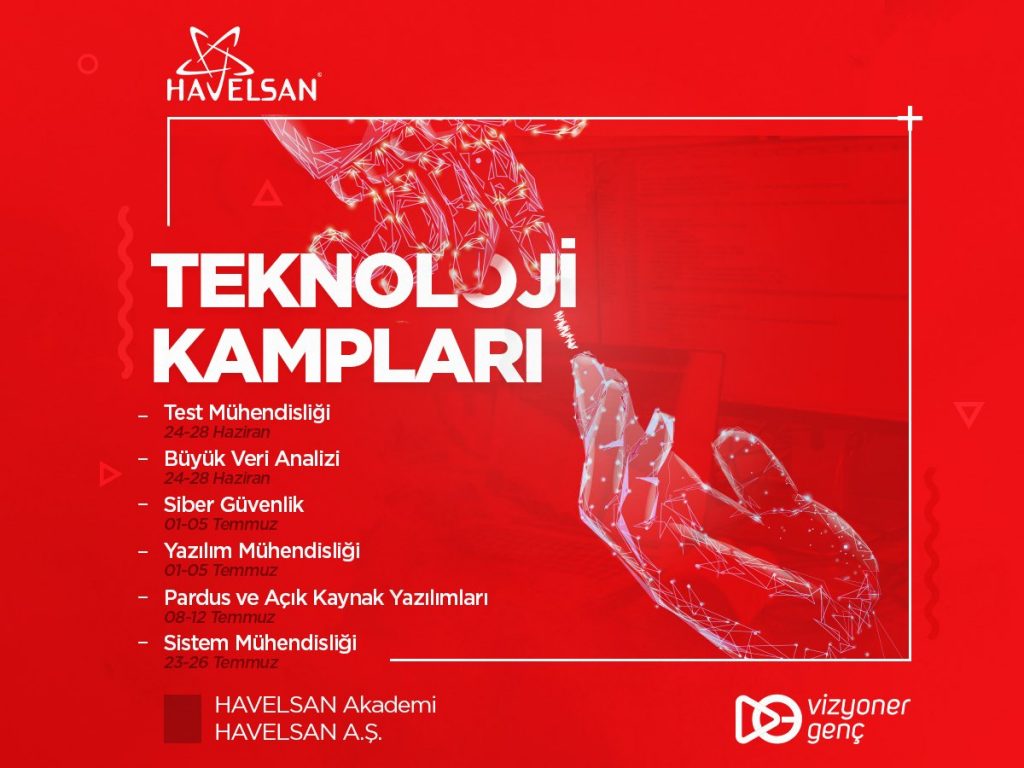 HAVELSAN
TEKNOLOJİ
KAMPLARI
– Test Mühendisliği
24-28 Haziran
– Büyük Veri Analizi
24-28 Haziran
– Siber Güvenlik
01-05 Temmuz
– Yazılım Mühendisliği
01-05 Temmuz
– Pardus ve Açık Kaynak Yazılımları
08-12 Temmuz
– Sistem Mühendisliği
23-26 Temmuz
HAVELSAN Akademi
HAVELSAN A.Ş.
vizyoner
genç